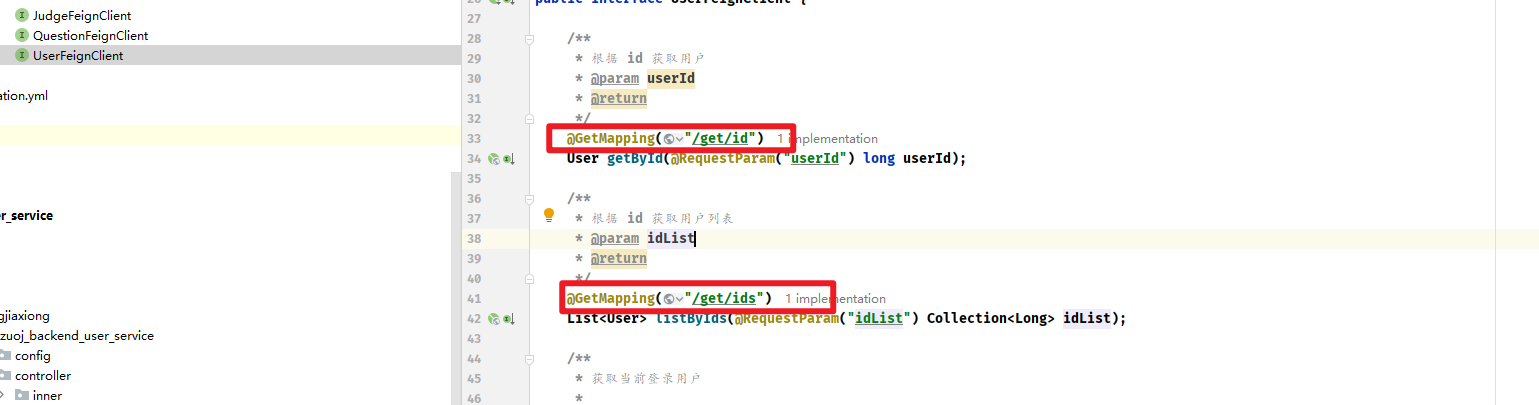 JudgeFeignClient
QuestionFeignClient
UserFeignClient
ation.yml
r_service
gjiaxiong
zuoj_backend_user_service
config
controller
inner
public interface UserFeignClient {
27
28 /**
29 * 根据 id 获取用户
30 * @param userId
31 * @return
32 */
33 @GetMapping("/get/id") 1 implementation
34 User getById(@RequestParam("userId") long userId);
35
36 /**
37 * 根据 id 获取用户列表
38 * @param idList
39 * @return
40 */
41 @GetMapping("/get/ids") 1 implementation
42 List<User> listByIds(@RequestParam("idList") Collection<Long> idList);
43
44 /**
45 * 获取当前登录用户
46 *